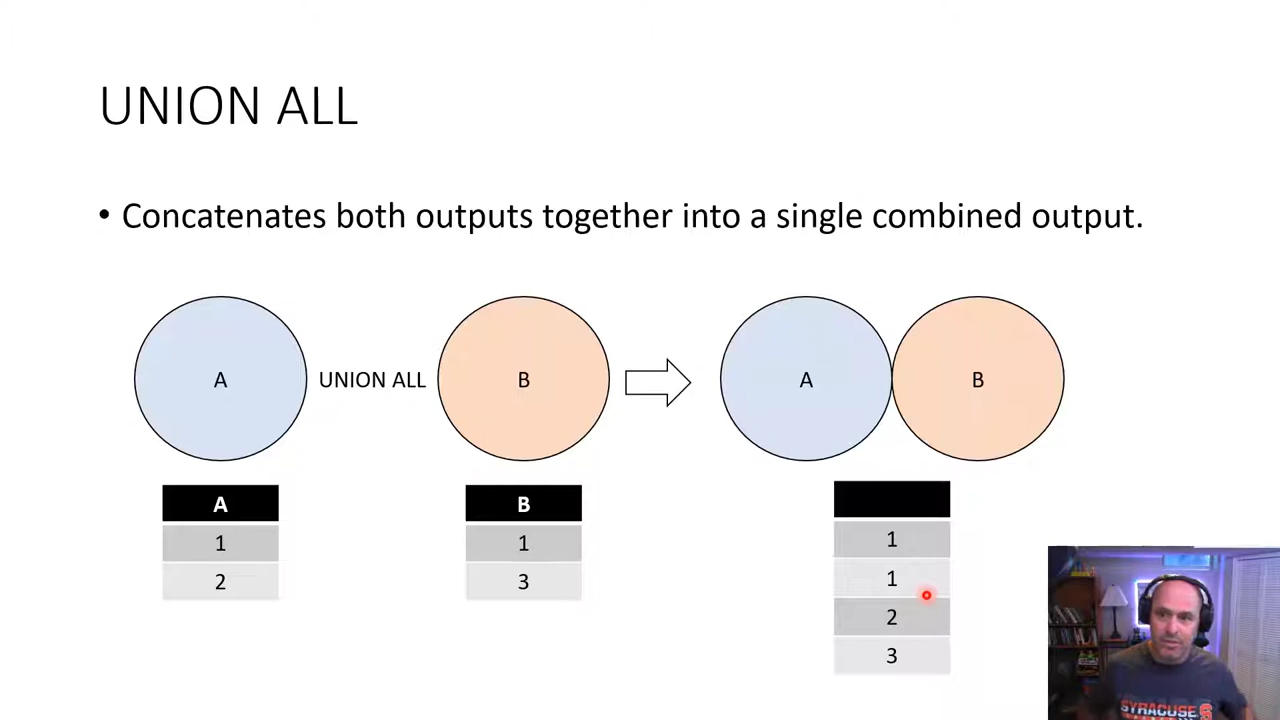 UNION ALL
• Concatenates both outputs together into a single combined output.
A
UNION ALL
B
A
B
A
1
2
B
1
3
1
1
2
3
SYRACUSE